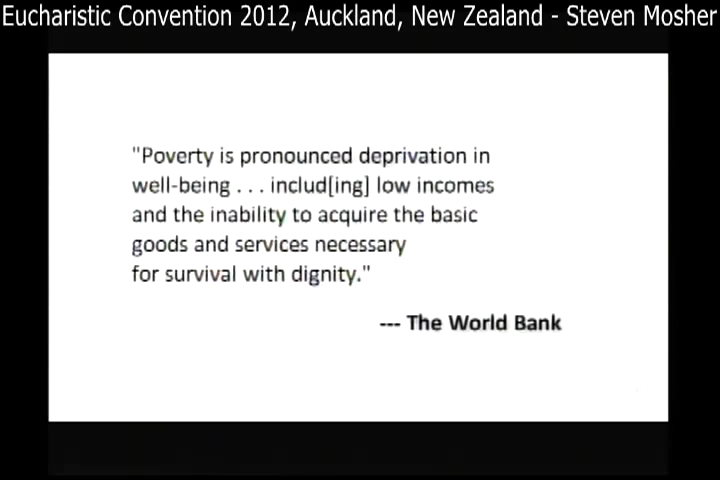 Eucharistic Convention 2012, Auckland, New Zealand - Steven Mosher
"Poverty is pronounced deprivation in
well-being . . . includ[ing] low incomes
and the inability to acquire the basic
goods and services necessary
for survival with dignity."
--- The World Bank